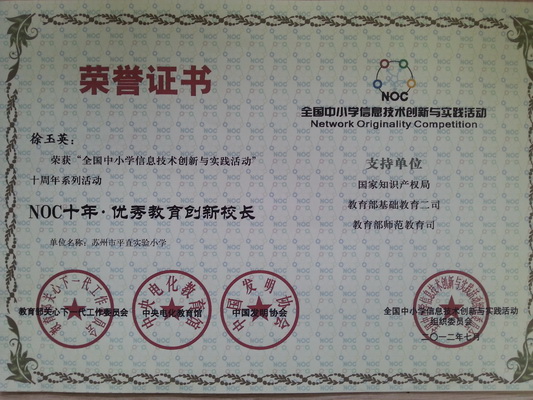 荣誉证书
徐玉英：
荣获“全国中小学信息技术创新与实践活动”
十周年系列活动
NOC十年·优秀教育创新校长
单位名称：苏州市平直实验小学
NOC
全国中小学信息技术创新与实践活动
Network Originality Competition
支持单位
国家知识产权局
教育部基础教育二司
教育部师范教育司
教育部关心下一代工作委员会
中央电化教育馆
中国发明协会
全国中小学信息技术创新与实践活动
组织委员会
二〇一二年七月